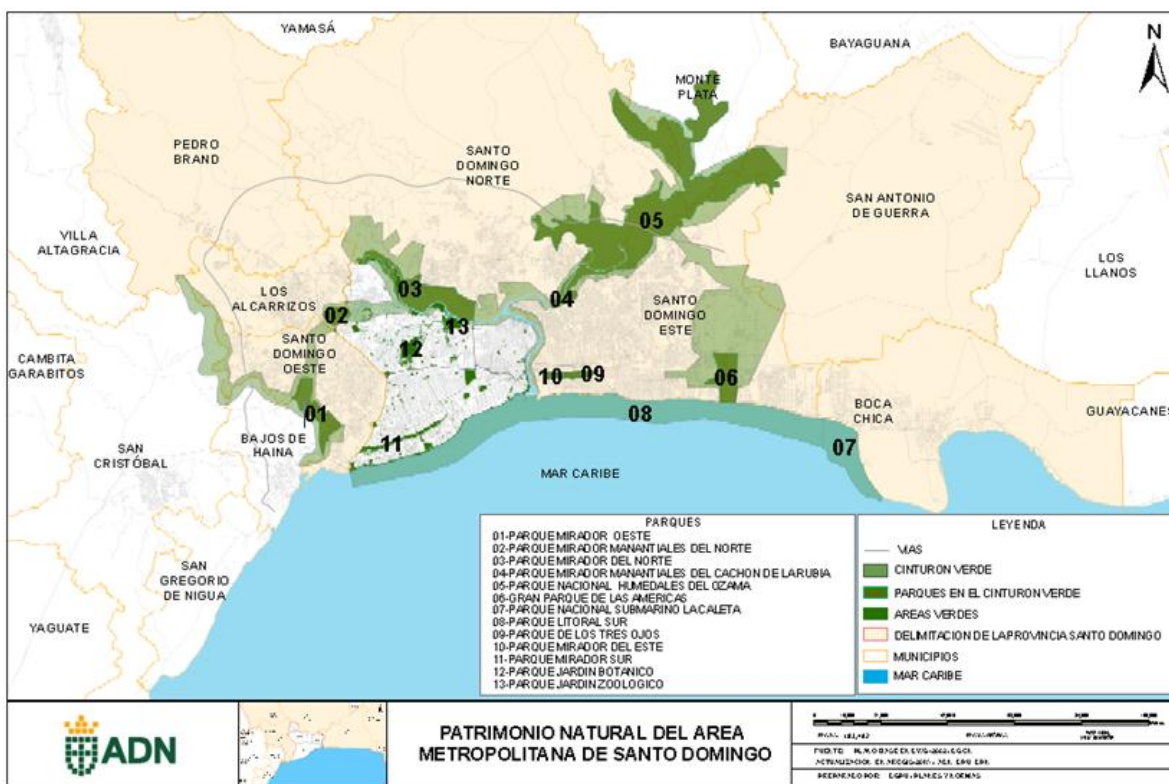 YAMASÁ
BAYAGUANA
N
MONTE
PLATA
PEDRO
BRAND
SANTO
DOMINGO
NORTE
SAN ANTONIO
DE GUERRA
05
VILLA
ALTAGRACIA
LOS
LLANOS
LOS
ALCARRIZOS
03
04
SANTO
DOMINGO
ESTE
02
13
SANTO
DOMINGO
OESTE
12
CAMBITA
GARABITOS
10
09
06
01
08
BOCA
CHICA
GUAYACANES
BAJOS DE
HAINA
11
07
SAN
CRISTÓBAL
MAR CARIBE
SAN
GREGORIO
DE NIGUA
YAGUATE
PARQUES
01-PARQUE MIRADOR OESTE
02-PARQUE MIRADOR MANANTIALES DEL NORTE
03-PARQUE MIRADOR DEL NORTE
04-PARQUE MIRADOR MANANTIALES DEL CACHON DE LA RUBIA
05-PARQUE NACIONAL HUMEDALES DEL OZAMA
06-GRAN PARQUE DE LAS AMERICAS
07-PARQUE NACIONAL SUBMARINO LA CALETA
08-PARQUE LITORAL SUR
09-PARQUE DE LOS TRES OJOS
10-PARQUE MIRADOR DEL ESTE
11-PARQUE MIRADOR SUR
12-PARQUE JARDIN BOTANICO
13-PARQUE JARDIN ZOOLOGICO
LEYENDA
VIAS
CINTURON VERDE
PARQUES EN EL CINTURON VERDE
AREAS VERDES
DELIMITACION DE LA PROVINCIA SANTO DOMINGO
MUNICIPIOS
MAR CARIBE
ADN
PATRIMONIO NATURAL DEL AREA
METROPOLITANA DE SANTO DOMINGO